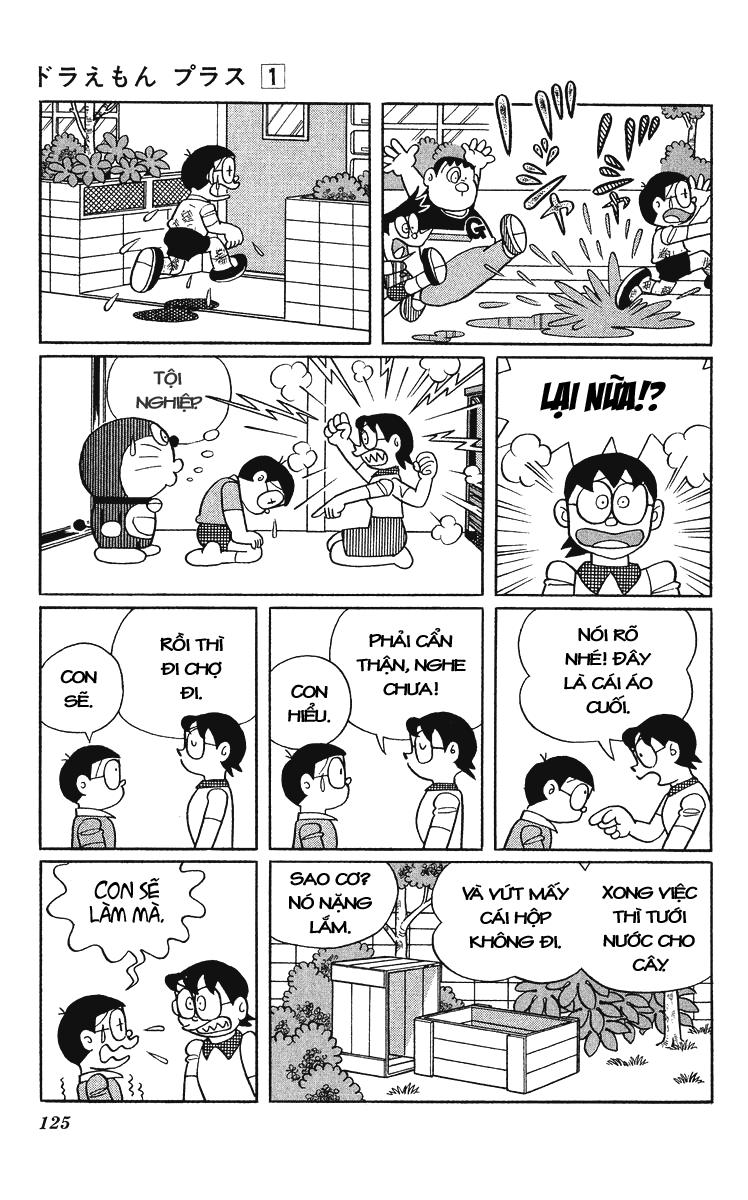 ドラえもん プラス 1
G
LẠI NỮA!?
TỘI
NGHIỆP.
NÓI RÕ
NHÉ! ĐÂY
LÀ CÁI ÁO
CUỐI.
PHẢI CẨN
THẬN, NGHE
CHƯA!
CON
HIỂU.
RỒI THÌ
ĐI CHỢ
ĐI.
CON
SẼ.
XONG VIỆC
THÌ TƯỚI
NƯỚC CHO
CÂY.
VÀ VỨT MẤY
CÁI HỘP
KHÔNG ĐI.
SAO CƠ?
NÓ NẶNG
LẮM.
CON SẼ
LÀM MÀ.
125